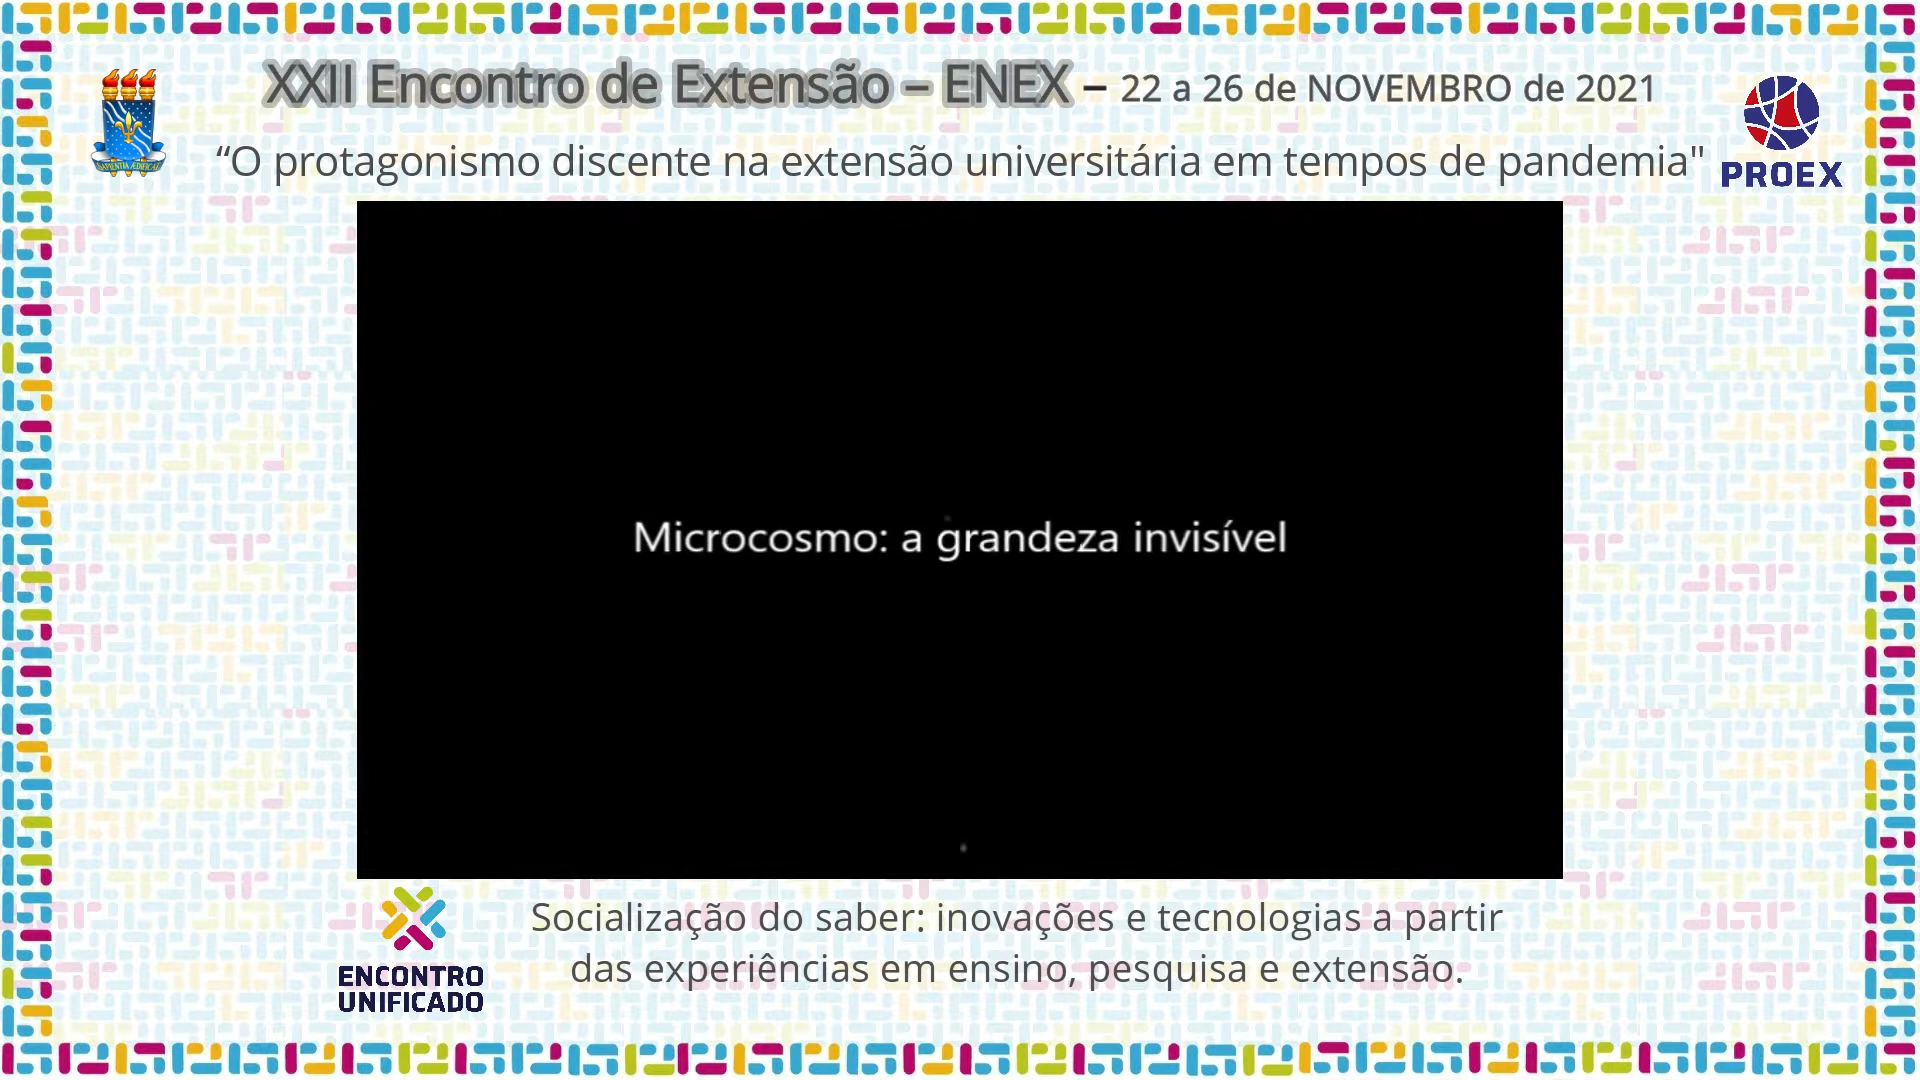 XXII Encontro de Extensão – ENEX – 22 a 26 de NOVEMBRO de 2021
“O protagonismo discente na extensão universitária em tempos de pandemia"
PROEX
Microcosmo: a grandeza invisível
Socialização do saber: inovações e tecnologias a partir
das experiências em ensino, pesquisa e extensão.
ENCONTRO
UNIFICADO